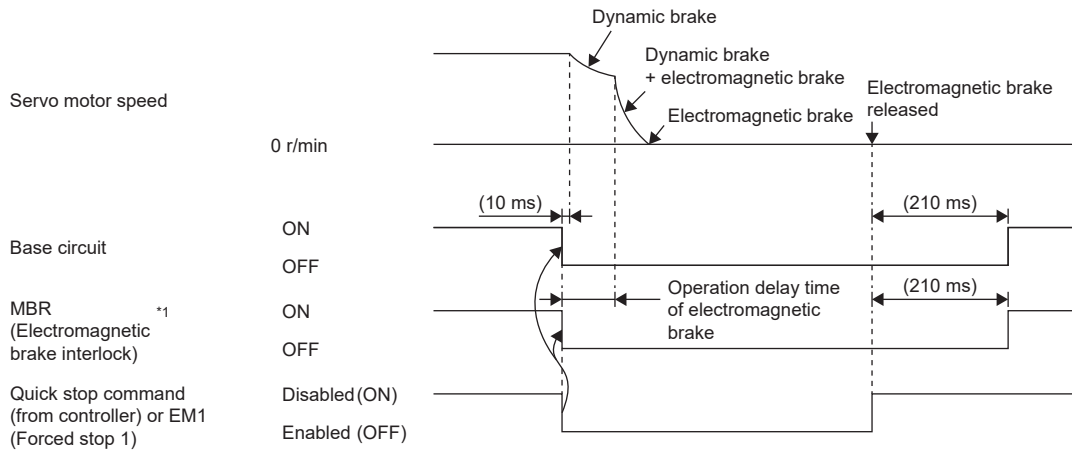 Dynamic brake
Dynamic brake
+ electromagnetic brake
Electromagnetic brake
released
Servo motor speed
Electromagnetic brake
0 r/min
(10 ms)
(210 ms)
Base circuit
ON
OFF
MBR *1
(Electromagnetic
brake interlock)
ON
OFF
Operation delay time
of electromagnetic
brake
(210 ms)
Quick stop command
(from controller) or EM1
(Forced stop 1)
Disabled (ON)
Enabled (OFF)